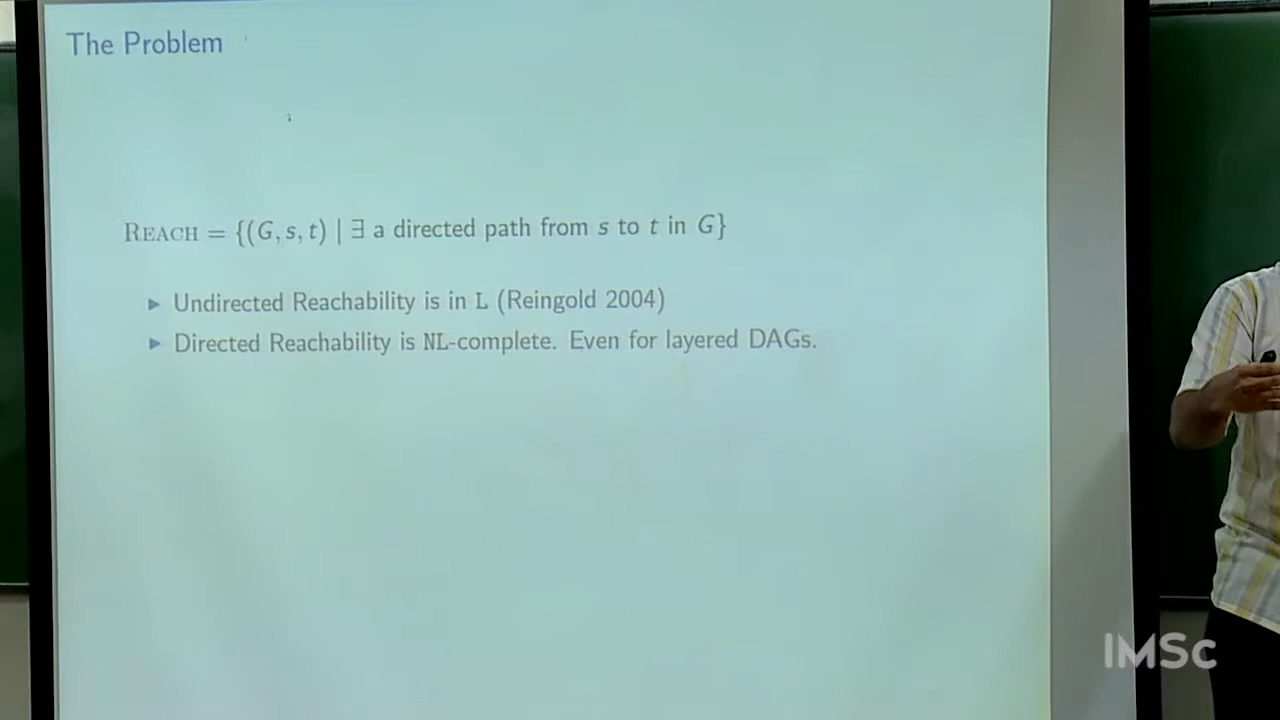 The Problem
REACH = {(G, s, t) | ∃ a directed path from s to t in G}
▶ Undirected Reachability is in L (Reingold 2004)
▶ Directed Reachability is NL-complete. Even for layered DAGs.
IMSc